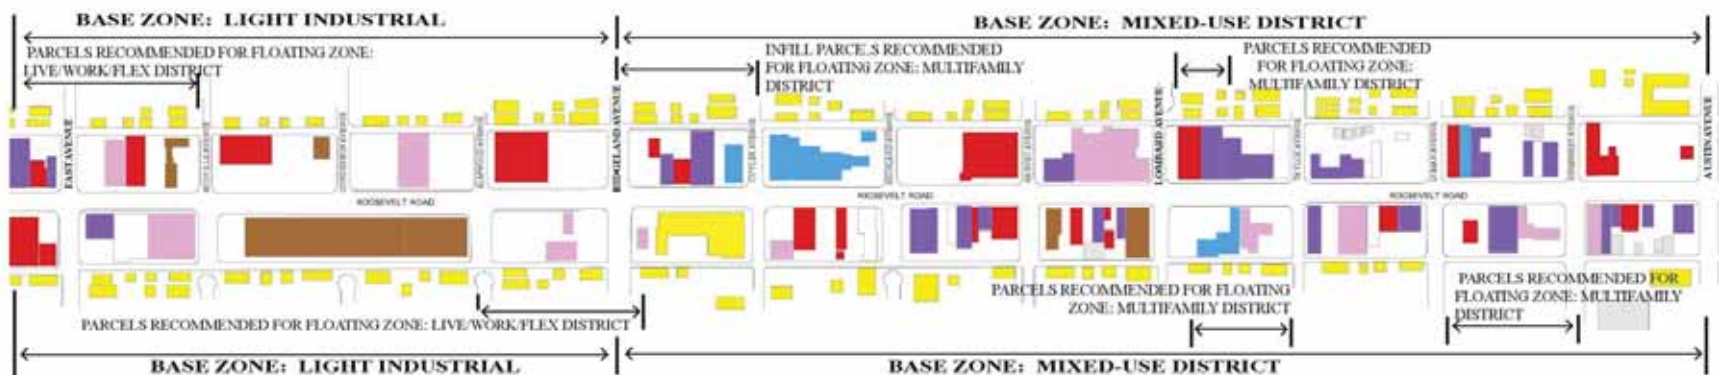 BASE ZONE: LIGHT INDUSTRIAL
BASE ZONE: MIXED-USE DISTRICT
PARCELS RECOMMENDED FOR FLOATING ZONE:
LIVE/WORK/FLEX DISTRICT
INFILL PARCELS RECOMMENDED
FOR FLOATING ZONE: MULTIFAMILY
DISTRICT
PARCELS RECOMMENDED
FOR FLOATING ZONE:
MULTIFAMILY DISTRICT
EAST AVENUE
RIDGELAND AVENUE
LOMBARD AVENUE
AUSTIN AVENUE
ROOSEVELT ROAD
ROOSEVELT ROAD
ROOSEVELT ROAD
PARCELS RECOMMENDED FOR FLOATING
ZONE: MULTIFAMILY DISTRICT
PARCELS RECOMMENDED FOR
FLOATING ZONE: MULTIFAMILY
DISTRICT
PARCELS RECOMMENDED FOR FLOATING ZONE: LIVE/WORK/FLEX DISTRICT
BASE ZONE: LIGHT INDUSTRIAL
BASE ZONE: MIXED-USE DISTRICT